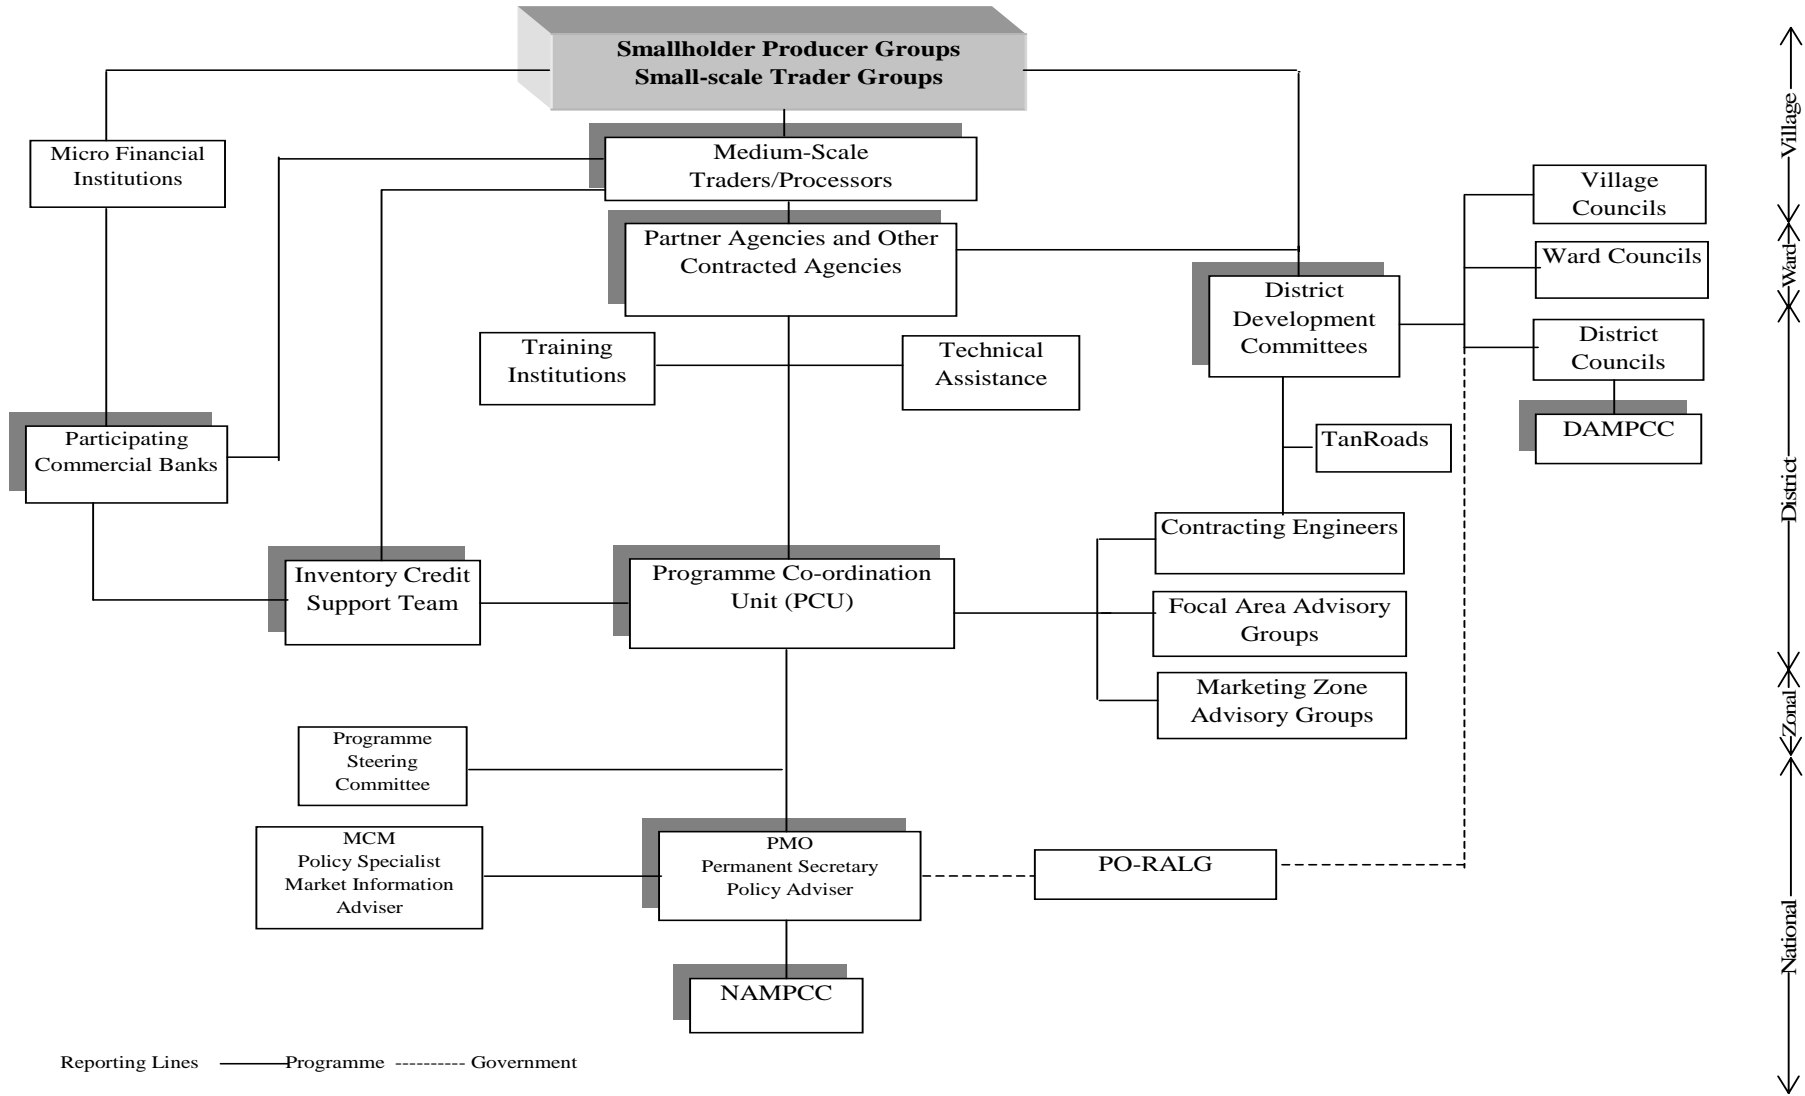 Smallholder Producer Groups
Small-scale Trader Groups
Micro Financial
Institutions
Medium-Scale
Traders/Processors
Village
Councils
Village
Partner Agencies and Other
Contracted Agencies
Ward Councils
Ward
District
Development
Committees
Training
Institutions
Technical
Assistance
District
Councils
DAMPCC
TanRoads
Participating
Commercial Banks
District
Contracting Engineers
Inventory Credit
Support Team
Programme Co-ordination
Unit (PCU)
Focal Area Advisory
Groups
Marketing Zone
Advisory Groups
Zonal
Programme
Steering
Committee
MCM
Policy Specialist
Market Information
Adviser
PMO
Permanent Secretary
Policy Adviser
PO-RALG
National
NAMPCC
Reporting Lines Programme Government